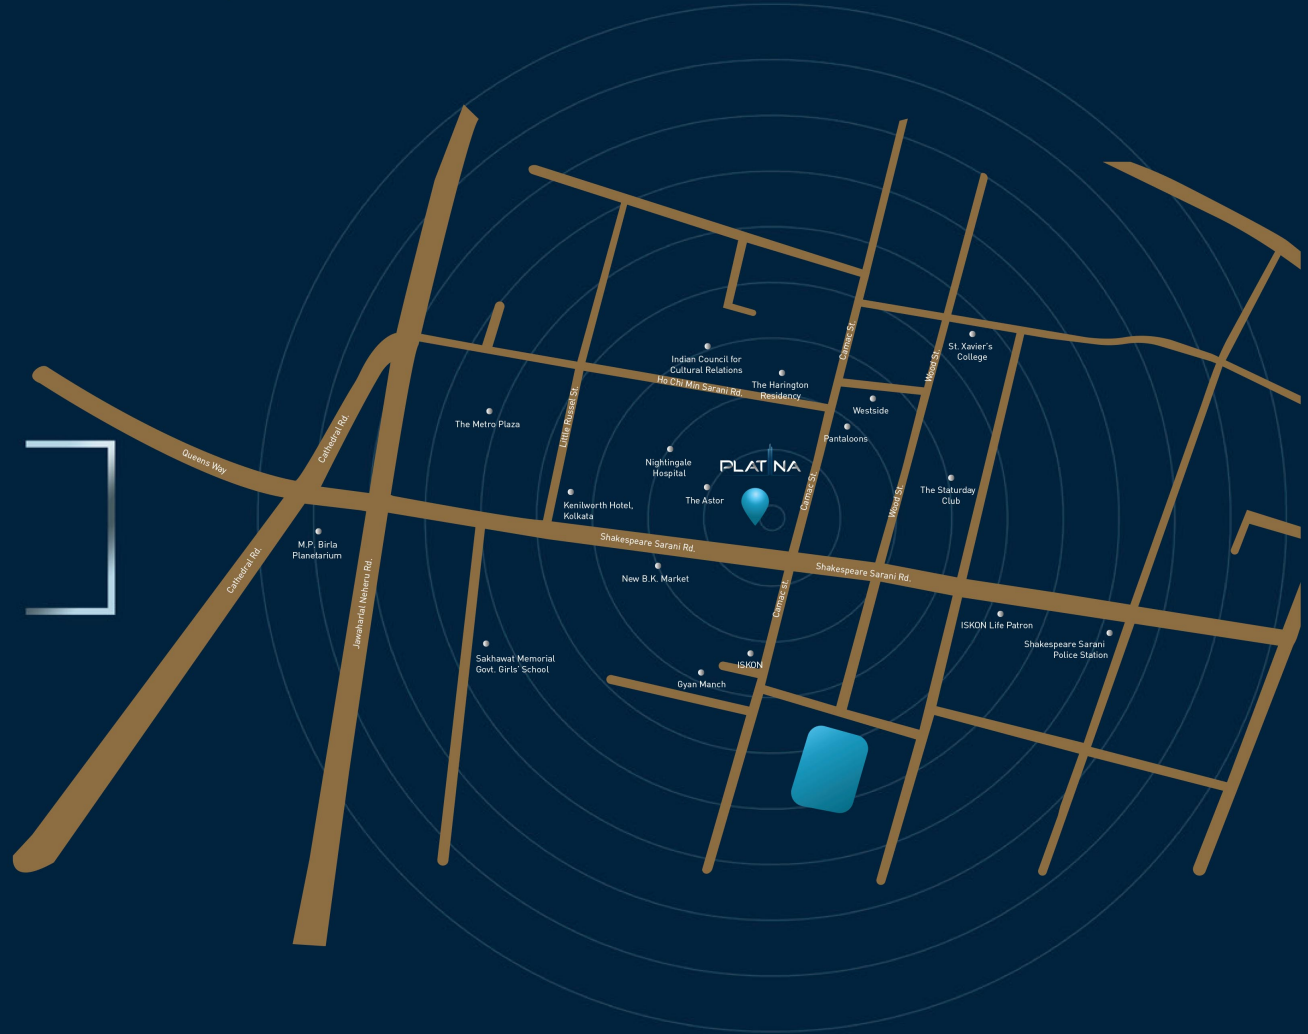 Camac St.
Wood St.
St. Xavier's
College
Indian Council for
Cultural Relations
Ho Chi Min Sarani Rd.
The Harington
Residency
Westside
Little Russel St.
Cathedral Rd.
The Metro Plaza
Pantaloons
Queens Way
Nightingale
Hospital
PLATINA
Camac St.
Wood St.
The Staturday
Club
The Astor
Kenilworth Hotel,
Kolkata
M.P. Birla
Planetarium
Shakespeare Sarani Rd.
Cathedral Rd.
Jawaharlal Neheru Rd.
New B.K. Market
Shakespeare Sarani Rd.
Camac st.
ISKON Life Patron
Shakespeare Sarani
Police Station
Sakhawat Memorial
Govt. Girls' School
ISKON
Gyan Manch